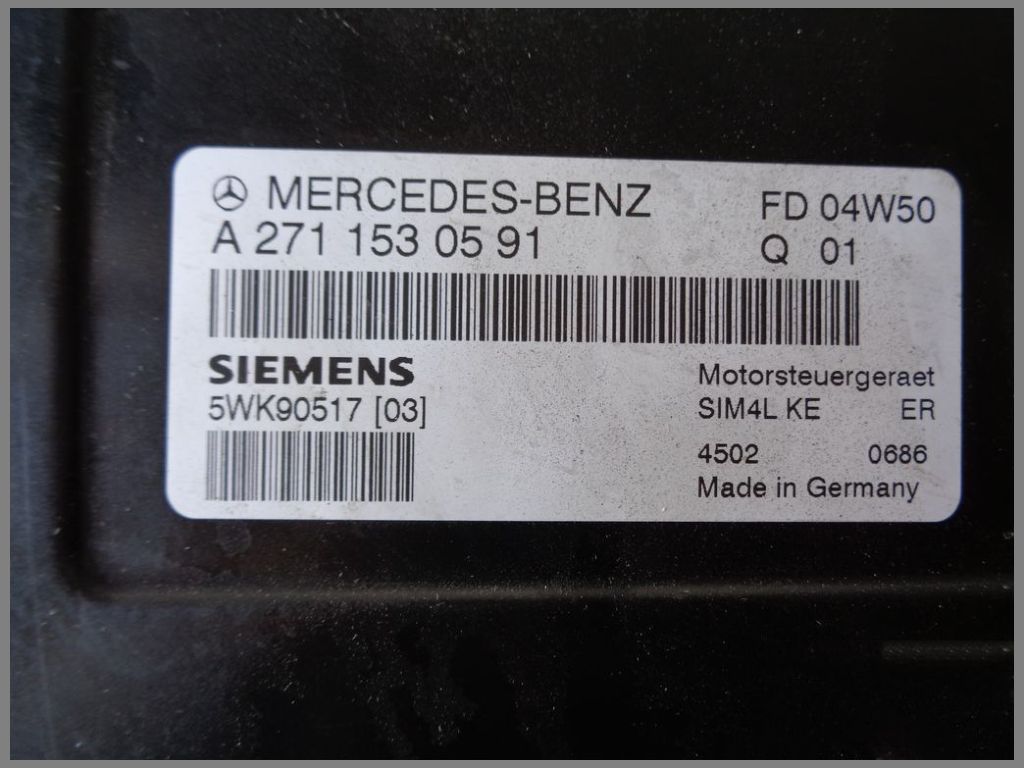 MERCEDES-BENZ FD 04W50
A 271 153 05 91 Q 01
SIEMENS
Motorsteuergeraet
5WK90517 [03] SIM4L KE ER
4502 0686
Made in Germany